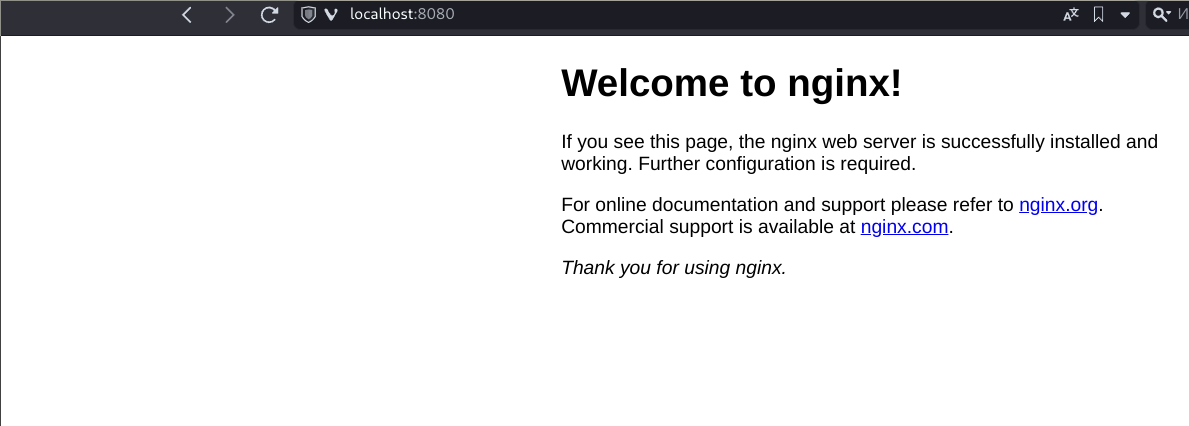 localhost:8080
Welcome to nginx!
If you see this page, the nginx web server is successfully installed and
working. Further configuration is required.
For online documentation and support please refer to nginx.org.
Commercial support is available at nginx.com.
Thank you for using nginx.